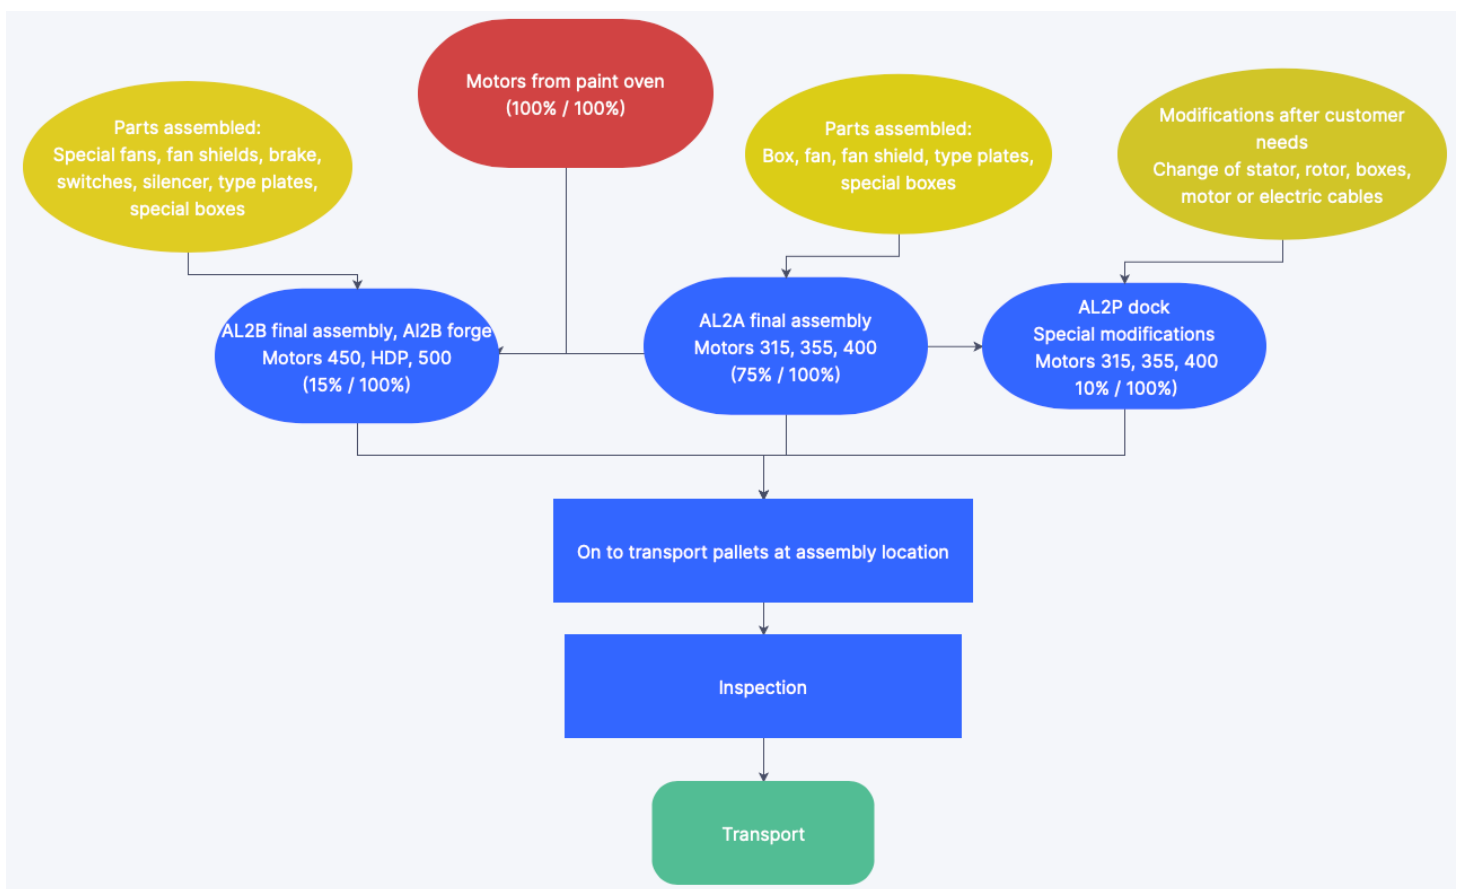 Motors from paint oven
(100% / 100%)
Parts assembled:
Special fans, fan shields, brake,
switches, silencer, type plates,
special boxes
Parts assembled:
Box, fan, fan shield, type plates,
special boxes
Modifications after customer
needs
Change of stator, rotor, boxes,
motor or electric cables
AL2B final assembly, Al2B forge
Motors 450, HDP, 500
(15% / 100%)
AL2A final assembly
Motors 315, 355, 400
(75% / 100%)
AL2P dock
Special modifications
Motors 315, 355, 400
10% / 100%)
On to transport pallets at assembly location
Inspection
Transport